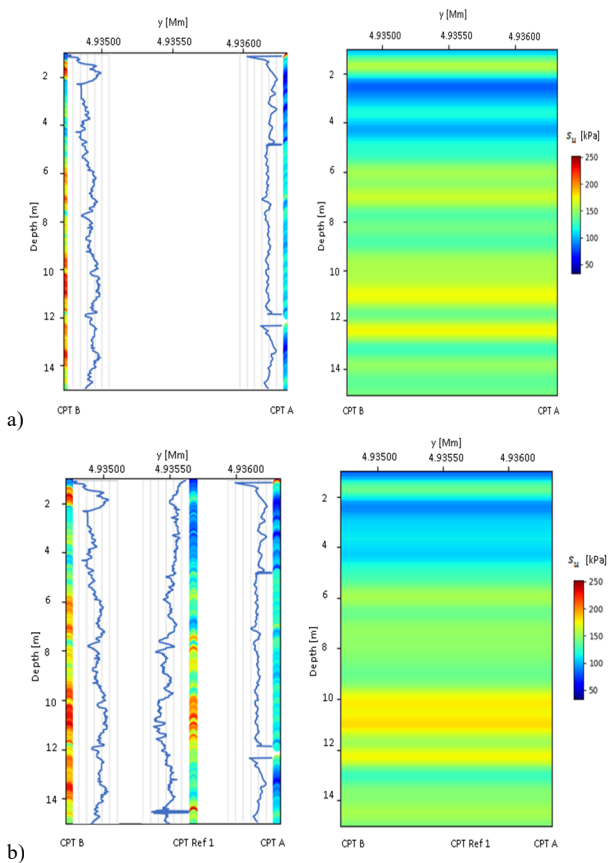 y [Mm]
4.93500 4.93550 4.93600
2
4
6
8
10
12
14
Depth [m]
CPT B CPT A
y [Mm]
4.93500 4.93550 4.93600
2
4
6
8
10
12
14
Depth [m]
CPT B CPT A
su [kPa]
250
200
150
100
50
a)
y [Mm]
4.93500 4.93550 4.93600
2
4
6
8
10
12
14
Depth [m]
CPT B CPT Ref 1 CPT A
y [Mm]
4.93500 4.93550 4.93600
2
4
6
8
10
12
14
Depth [m]
CPT B CPT Ref 1 CPT A
su [kPa]
250
200
150
100
50
b)